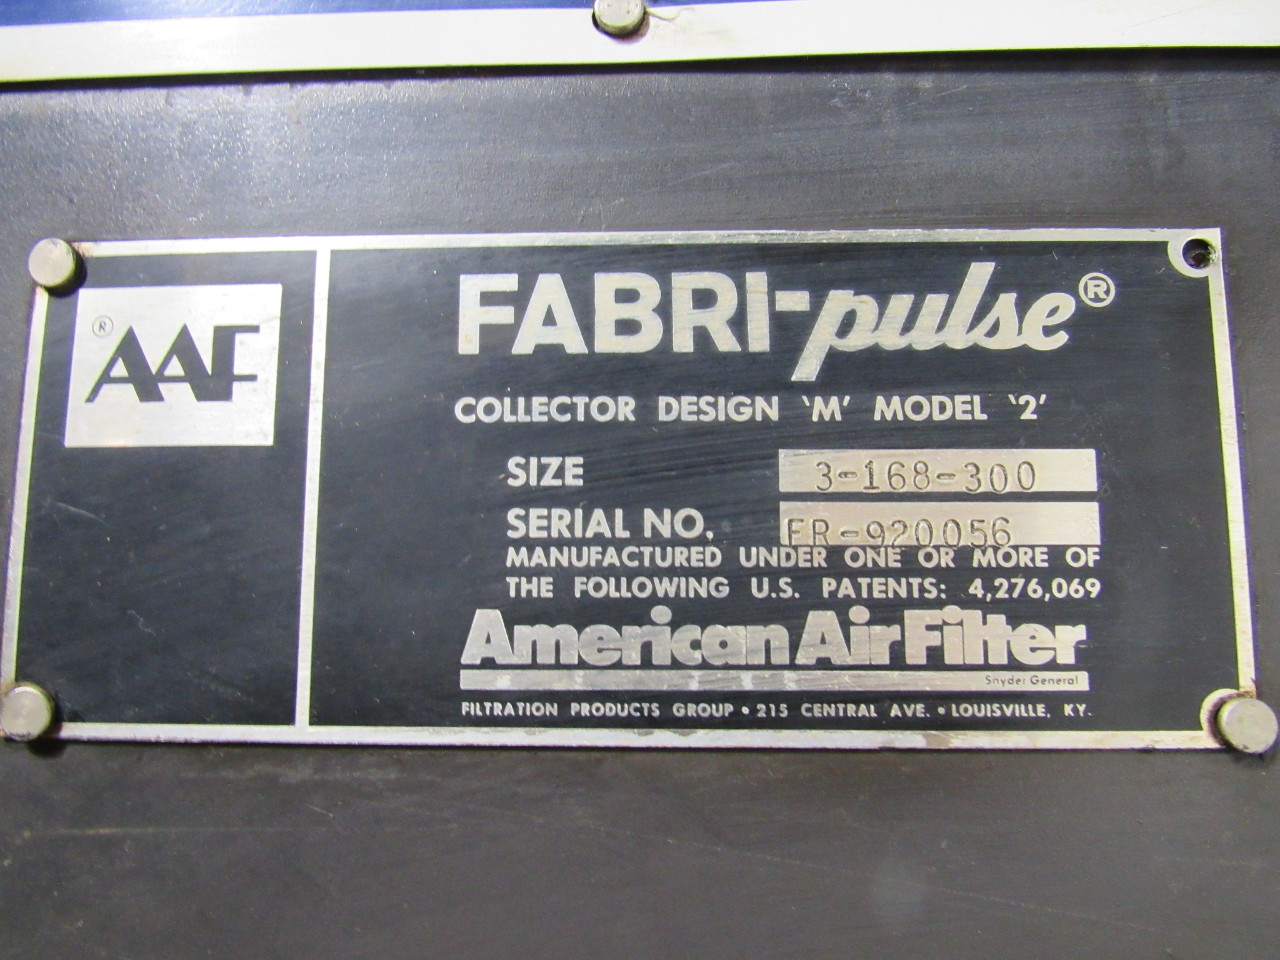 ® AAF
FABRI-pulse®
COLLECTOR DESIGN 'M' MODEL '2'
SIZE 3-168-300
SERIAL NO. FR-920056
MANUFACTURED UNDER ONE OR MORE OF
THE FOLLOWING U.S. PATENTS: 4,276,069
American Air Filter
Snyder General
FILTRATION PRODUCTS GROUP • 215 CENTRAL AVE. • LOUISVILLE, KY.